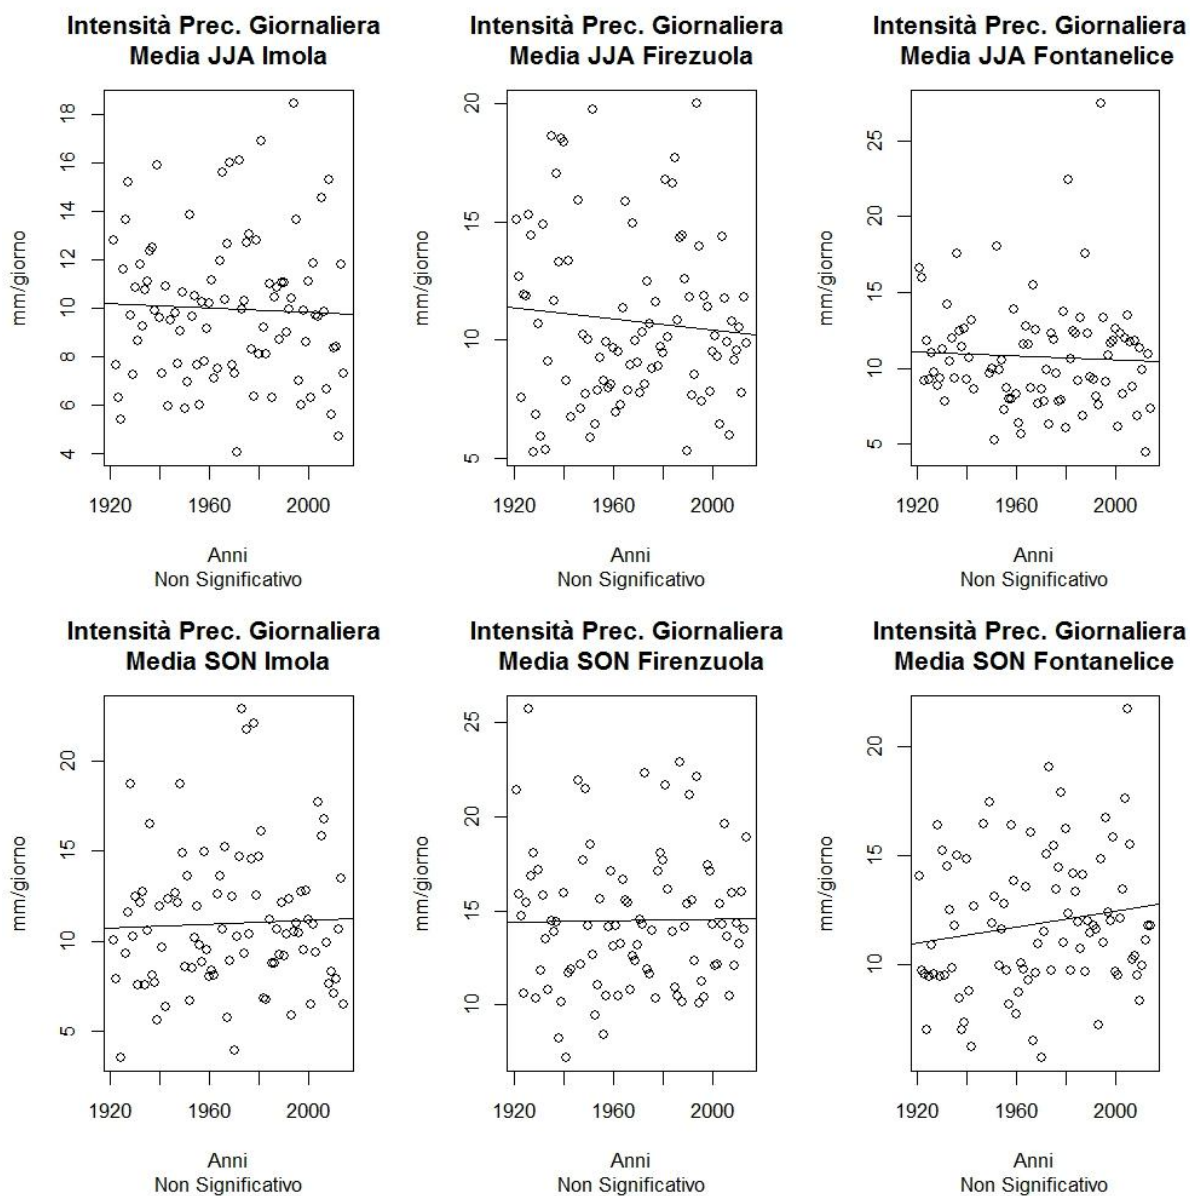 Intensità Prec. Giornaliera
Media JJA Imola
mm/giorno
18
16
14
12
10
8
6
4
1920 1960 2000
Anni
Non Significativo
Intensità Prec. Giornaliera
Media JJA Firezuola
mm/giorno
20
15
10
5
1920 1960 2000
Anni
Non Significativo
Intensità Prec. Giornaliera
Media JJA Fontanelice
mm/giorno
25
20
15
10
5
1920 1960 2000
Anni
Non Significativo
Intensità Prec. Giornaliera
Media SON Imola
mm/giorno
20
15
10
5
1920 1960 2000
Anni
Non Significativo
Intensità Prec. Giornaliera
Media SON Firenzuola
mm/giorno
25
20
15
10
1920 1960 2000
Anni
Non Significativo
Intensità Prec. Giornaliera
Media SON Fontanelice
mm/giorno
20
15
10
1920 1960 2000
Anni
Non Significativo